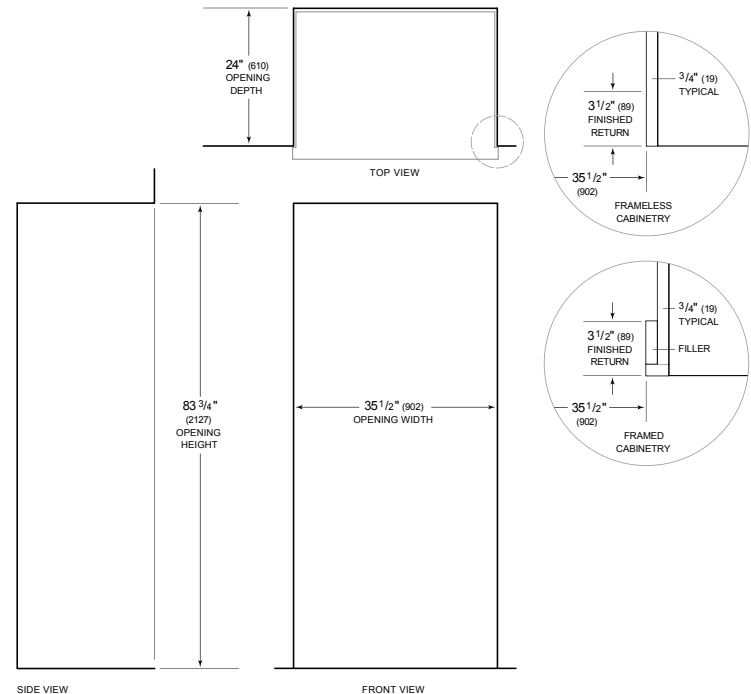 24" (610)
OPENING
DEPTH
TOP VIEW
3/4" (19)
TYPICAL
3 1/2" (89)
FINISHED
RETURN
35 1/2"
(902)
FRAMELESS
CABINETRY
3/4" (19)
TYPICAL
3 1/2" (89)
FINISHED
RETURN
FILLER
35 1/2"
(902)
FRAMED
CABINETRY
83 3/4"
(2127)
OPENING
HEIGHT
35 1/2" (902)
OPENING WIDTH
SIDE VIEW
FRONT VIEW